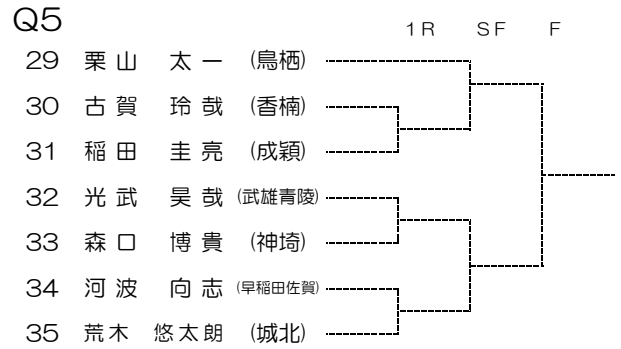 Q5
1R SF F
29 栗山 太一 (鳥栖)
30 古賀 玲哉 (香楠)
31 稲田 圭亮 (成穎)
32 光武 昊哉 (武雄青陵)
33 森口 博貴 (神埼)
34 河波 向志 (早稲田佐賀)
35 荒木 悠太朗 (城北)